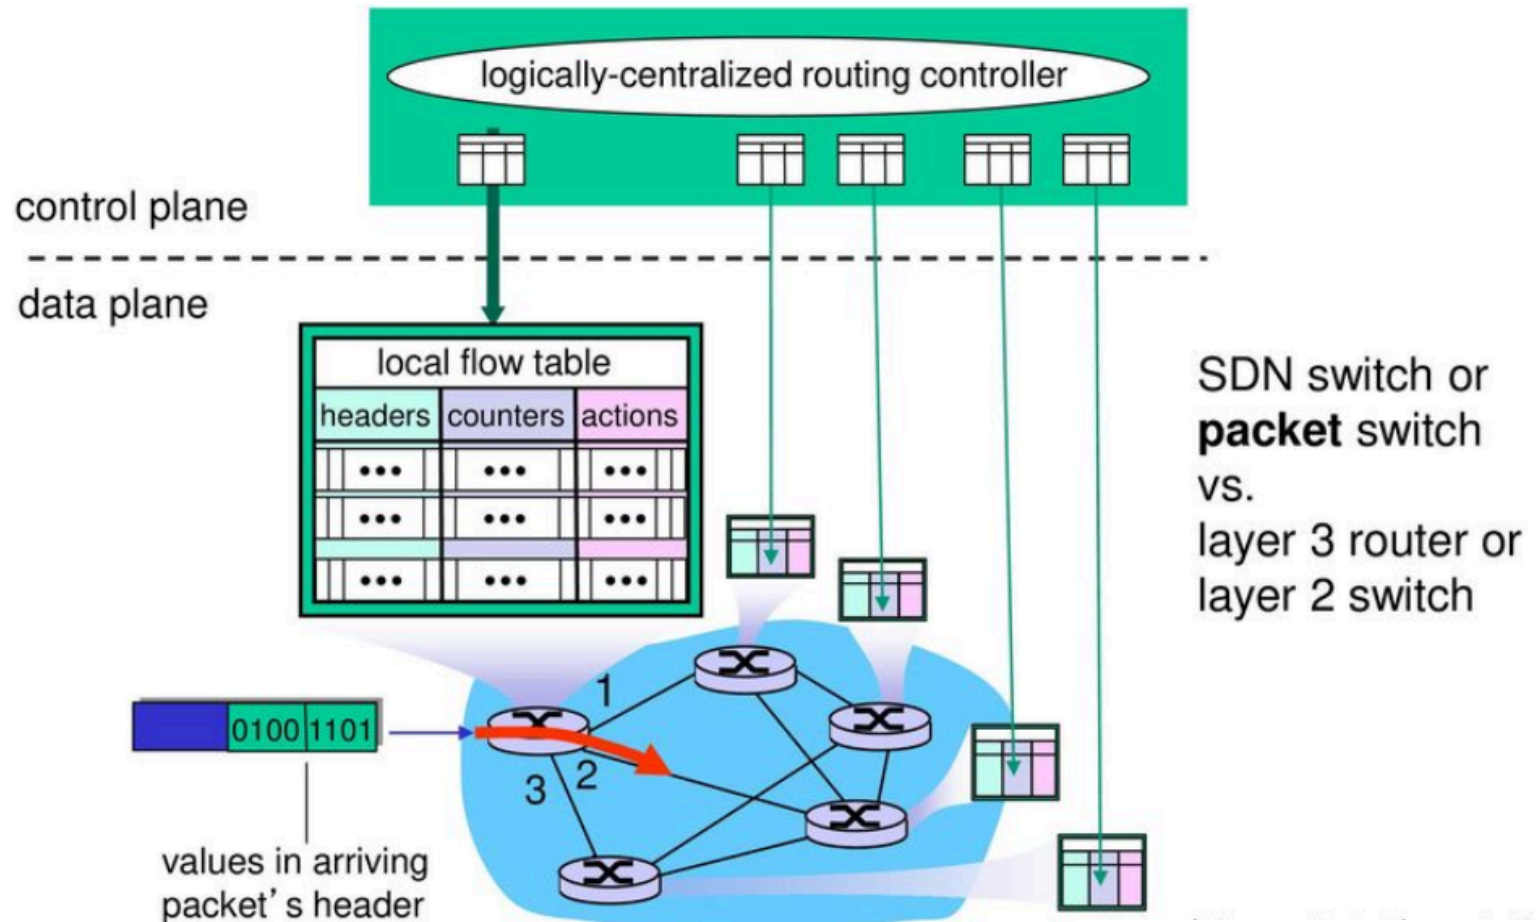 logically-centralized routing controller
control plane
data plane
local flow table
headers counters actions
SDN switch or
packet switch
vs.
layer 3 router or
layer 2 switch
1
2
3
0100 1101
values in arriving
packet' s header